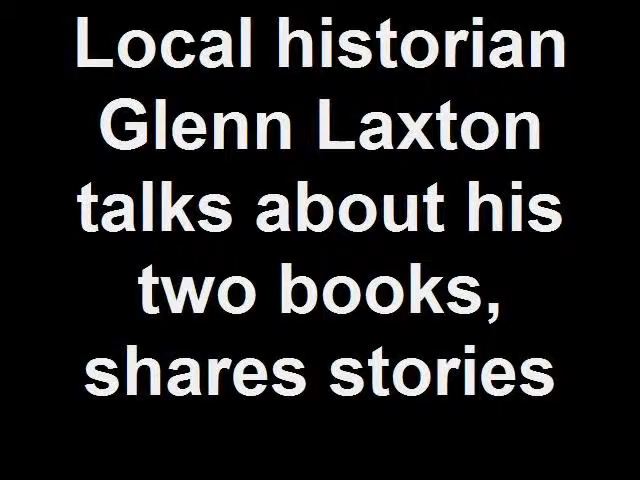 Local historian
Glenn Laxton
talks about his
two books,
shares stories